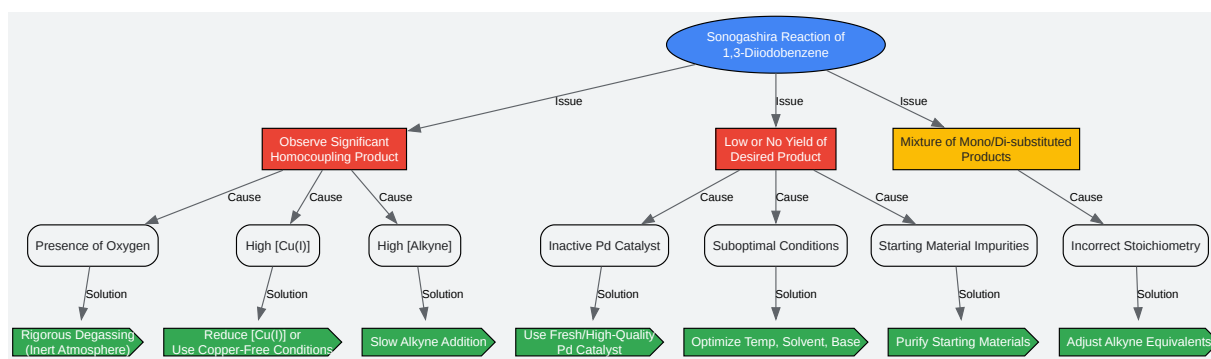 Sonogashira Reaction of
1,3-Diiodobenzene
Issue
Issue
Issue
Observe Significant
Homocoupling Product
Low or No Yield of
Desired Product
Mixture of Mono/Di-substituted
Products
Cause
Cause
Cause
Cause
Cause
Cause
Cause
Presence of Oxygen
High [Cu(I)]
High [Alkyne]
Inactive Pd Catalyst
Suboptimal Conditions
Starting Material Impurities
Incorrect Stoichiometry
Solution
Solution
Solution
Solution
Solution
Solution
Solution
Rigorous Degassing
(Inert Atmosphere)
Reduce [Cu(I)] or
Use Copper-Free Conditions
Slow Alkyne Addition
Use Fresh/High-Quality
Pd Catalyst
Optimize Temp, Solvent, Base
Purify Starting Materials
Adjust Alkyne Equivalents